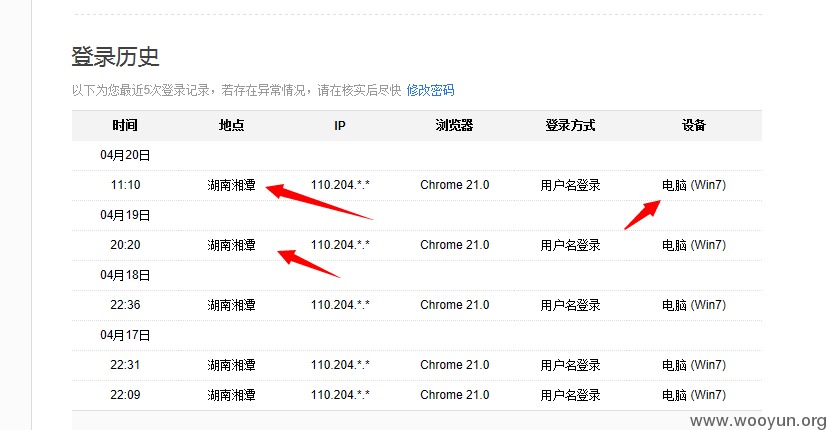 登录历史
以下为您最近5次登录记录，若存在异常情况，请在核实后尽快 修改密码
时间 地点 IP 浏览器 登录方式 设备
04月20日
11:10 湖南湘潭 110.204.*.* Chrome 21.0 用户名登录 电脑 (Win7)
04月19日
20:20 湖南湘潭 110.204.*.* Chrome 21.0 用户名登录 电脑 (Win7)
04月18日
22:36 湖南湘潭 110.204.*.* Chrome 21.0 用户名登录 电脑 (Win7)
04月17日
22:31 湖南湘潭 110.204.*.* Chrome 21.0 用户名登录 电脑 (Win7)
22:09 湖南湘潭 110.204.*.* Chrome 21.0 用户名登录 电脑 (Win7)
www.wooyun.org